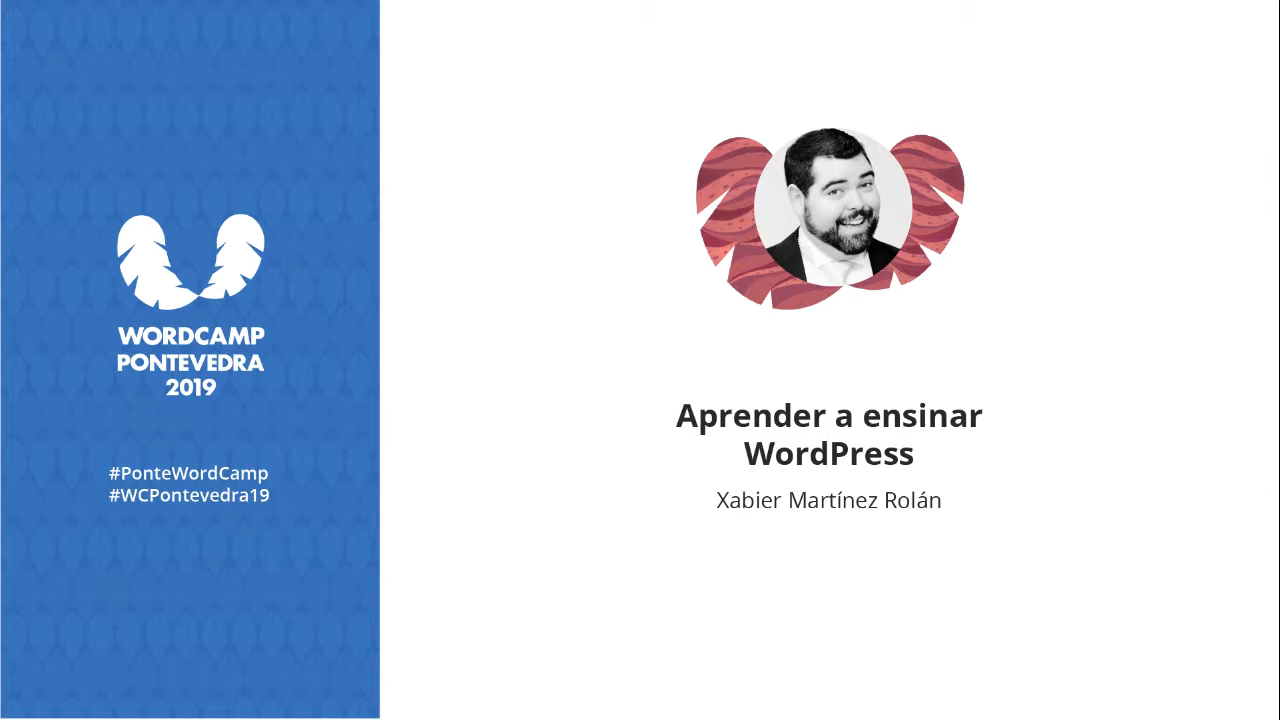 WORDCAMP
PONTEVEDRA
2019
#PonteWordCamp
#WCPontevedra19
Aprender a ensinar
WordPress
Xabier Martínez Rolán